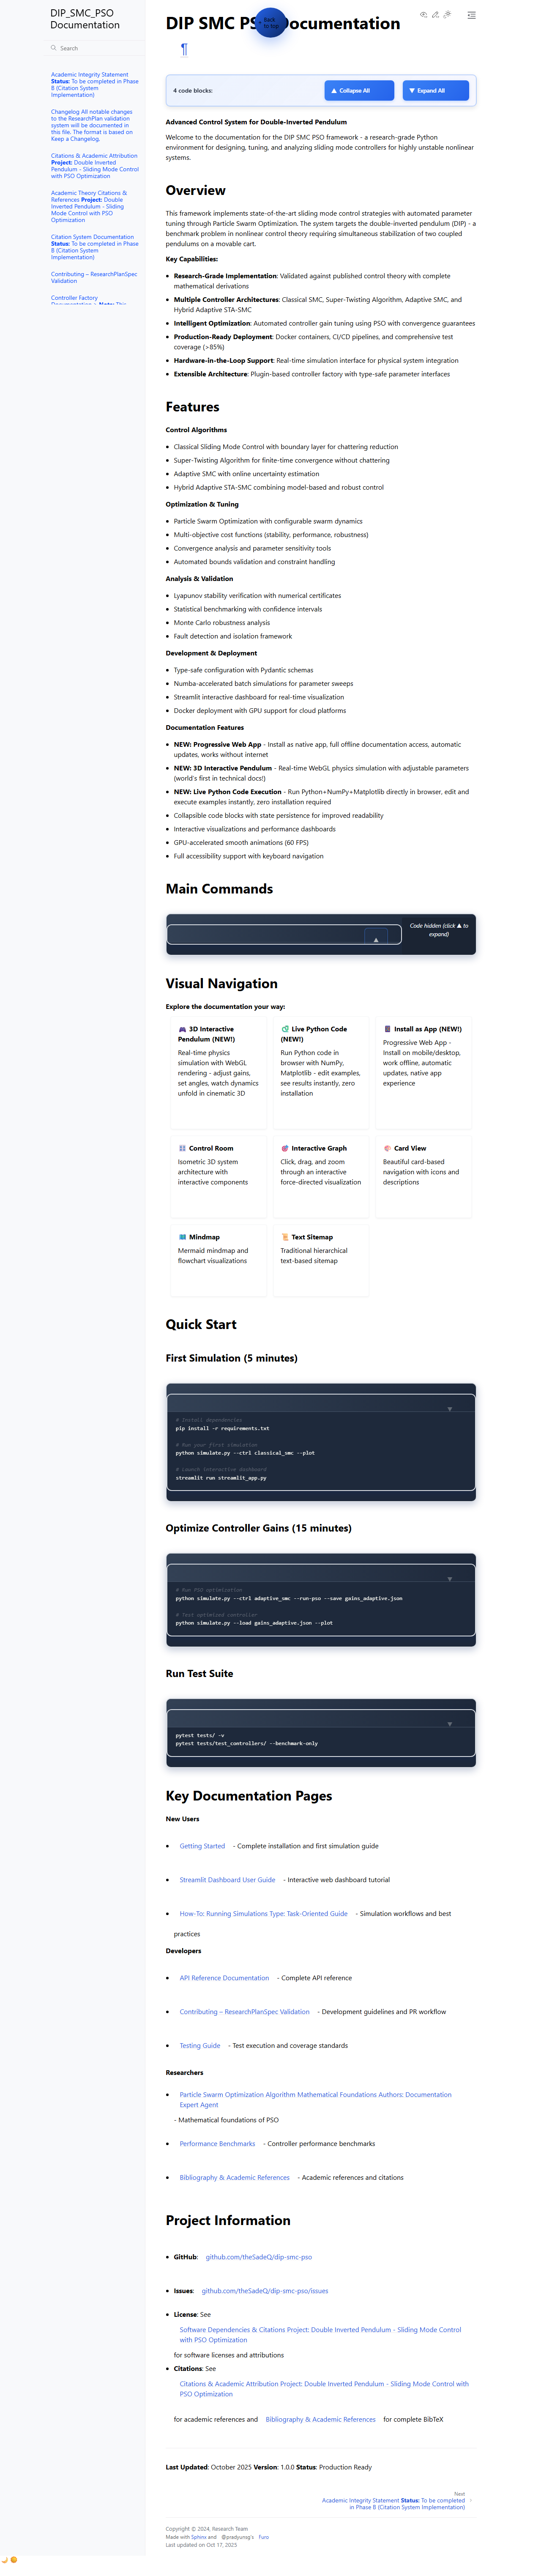 DIP_SMC_PSO
Documentation
Search
Academic Integrity Statement
Status: To be completed in Phase
8 (Citation System
Implementation)
Changelog All notable changes
to the ResearchPlan validation
system will be documented in
this file. The format is based on
Keep a Changelog,
Citations & Academic Attribution
Project: Double Inverted
Pendulum - Sliding Mode Control
with PSO Optimization
Academic Theory Citations &
References Project: Double
Inverted Pendulum - Sliding
Mode Control with PSO
Optimization
Citation System Documentation
Status: To be completed in Phase
8 (Citation System
Implementation)
Contributing – ResearchPlanSpec
Validation
Controller Factory
DIP SMC PSO Documentation
Back
to top
¶
4 code blocks:
▲ Collapse All
▼ Expand All
Advanced Control System for Double-Inverted Pendulum
Welcome to the documentation for the DIP SMC PSO framework - a research-grade Python
environment for designing, tuning, and analyzing sliding mode controllers for highly unstable nonlinear
systems.
Overview
This framework implements state-of-the-art sliding mode control strategies with automated parameter
tuning through Particle Swarm Optimization. The system targets the double-inverted pendulum (DIP) - a
benchmark problem in nonlinear control theory requiring simultaneous stabilization of two coupled
pendulums on a movable cart.
Key Capabilities:
• Research-Grade Implementation: Validated against published control theory with complete
mathematical derivations
• Multiple Controller Architectures: Classical SMC, Super-Twisting Algorithm, Adaptive SMC, and
Hybrid Adaptive STA-SMC
• Intelligent Optimization: Automated controller gain tuning using PSO with convergence guarantees
• Production-Ready Deployment: Docker containers, CI/CD pipelines, and comprehensive test
coverage (>85%)
• Hardware-in-the-Loop Support: Real-time simulation interface for physical system integration
• Extensible Architecture: Plugin-based controller factory with type-safe parameter interfaces
Features
Control Algorithms
• Classical Sliding Mode Control with boundary layer for chattering reduction
• Super-Twisting Algorithm for finite-time convergence without chattering
• Adaptive SMC with online uncertainty estimation
• Hybrid Adaptive STA-SMC combining model-based and robust control
Optimization & Tuning
• Particle Swarm Optimization with configurable swarm dynamics
• Multi-objective cost functions (stability, performance, robustness)
• Convergence analysis and parameter sensitivity tools
• Automated bounds validation and constraint handling
Analysis & Validation
• Lyapunov stability verification with numerical certificates
• Statistical benchmarking with confidence intervals
• Monte Carlo robustness analysis
• Fault detection and isolation framework
Development & Deployment
• Type-safe configuration with Pydantic schemas
• Numba-accelerated batch simulations for parameter sweeps
• Streamlit interactive dashboard for real-time visualization
• Docker deployment with GPU support for cloud platforms
Documentation Features
• NEW: Progressive Web App - Install as native app, full offline documentation access, automatic
updates, works without internet
• NEW: 3D Interactive Pendulum - Real-time WebGL physics simulation with adjustable parameters
(world's first in technical docs!)
• NEW: Live Python Code Execution - Run Python+NumPy+Matplotlib directly in browser, edit and
execute examples instantly, zero installation required
• Collapsible code blocks with state persistence for improved readability
• Interactive visualizations and performance dashboards
• GPU-accelerated smooth animations (60 FPS)
• Full accessibility support with keyboard navigation
Main Commands
Code hidden (click ▲ to
expand)
▲
Visual Navigation
Explore the documentation your way:
🎮 3D Interactive
Pendulum (NEW!)
Real-time physics
simulation with WebGL
rendering - adjust gains,
set angles, watch dynamics
unfold in cinematic 3D
Live Python Code
(NEW!)
Run Python code in
browser with NumPy,
Matplotlib - edit examples,
see results instantly, zero
installation
Install as App (NEW!)
Progressive Web App -
Install on mobile/desktop,
work offline, automatic
updates, native app
experience
Control Room
Isometric 3D system
architecture with
interactive components
Interactive Graph
Click, drag, and zoom
through an interactive
force-directed visualization
Card View
Beautiful card-based
navigation with icons and
descriptions
Mindmap
Mermaid mindmap and
flowchart visualizations
Text Sitemap
Traditional hierarchical
text-based sitemap
Quick Start
First Simulation (5 minutes)
▼
# Install dependencies
pip install -r requirements.txt
# Run your first simulation
python simulate.py --ctrl classical_smc --plot
# Launch interactive dashboard
streamlit run streamlit_app.py
Optimize Controller Gains (15 minutes)
▼
# Run PSO optimization
python simulate.py --ctrl adaptive_smc --run-pso --save gains_adaptive.json
# Test optimized controller
python simulate.py --load gains_adaptive.json --plot
Run Test Suite
▼
pytest tests/ -v
pytest tests/test_controllers/ --benchmark-only
Key Documentation Pages
New Users
• Getting Started - Complete installation and first simulation guide
• Streamlit Dashboard User Guide - Interactive web dashboard tutorial
• How-To: Running Simulations Type: Task-Oriented Guide - Simulation workflows and best
practices
Developers
• API Reference Documentation - Complete API reference
• Contributing – ResearchPlanSpec Validation - Development guidelines and PR workflow
• Testing Guide - Test execution and coverage standards
Researchers
• Particle Swarm Optimization Algorithm Mathematical Foundations Authors: Documentation
Expert Agent
- Mathematical foundations of PSO
• Performance Benchmarks - Controller performance benchmarks
• Bibliography & Academic References - Academic references and citations
Project Information
• GitHub: github.com/theSadeQ/dip-smc-pso
• Issues: github.com/theSadeQ/dip-smc-pso/issues
• License: See
Software Dependencies & Citations Project: Double Inverted Pendulum - Sliding Mode Control
with PSO Optimization
for software licenses and attributions
• Citations: See
Citations & Academic Attribution Project: Double Inverted Pendulum - Sliding Mode Control with
PSO Optimization
for academic references and Bibliography & Academic References for complete BibTeX
Last Updated: October 2025 Version: 1.0.0 Status: Production Ready
Next
Academic Integrity Statement Status: To be completed
in Phase 8 (Citation System Implementation)
Copyright © 2024, Research Team
Made with Sphinx and @pradyunsg's Furo
Last updated on Oct 17, 2025